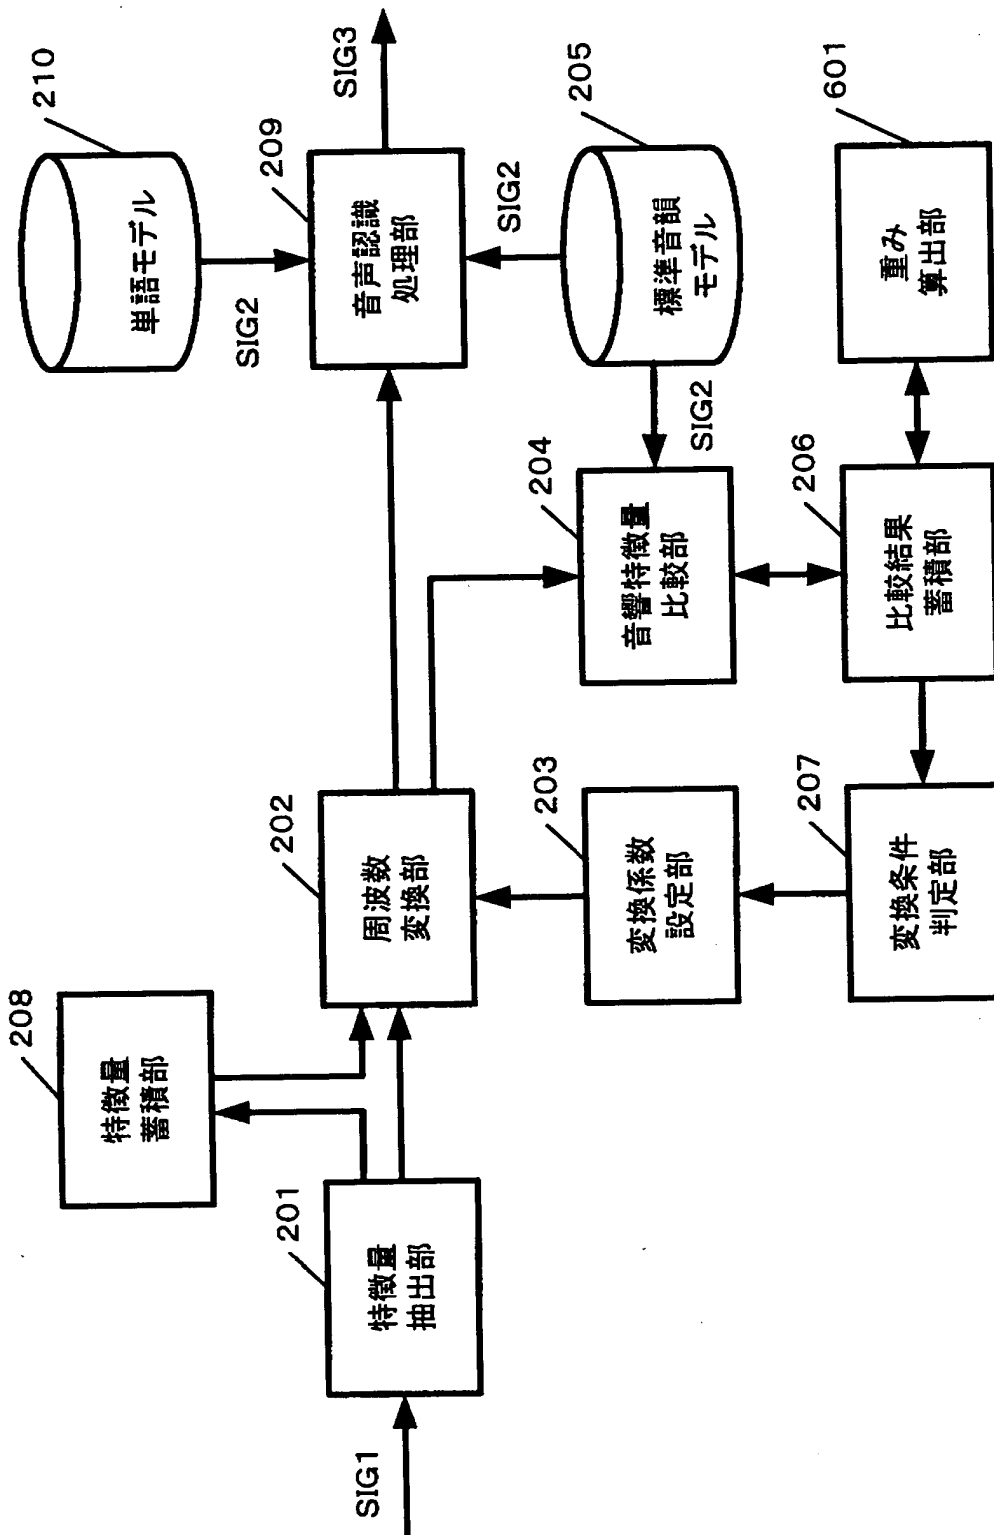 210
単語モデル
SIG2
209
音声認識
処理部
SIG3
SIG2
205
標準音韻
モデル
SIG2
601
重み
算出部
208
特徴量
蓄積部
202
周波数
変換部
204
音響特徴量
比較部
206
比較結果
蓄積部
203
変換係数
設定部
207
変換条件
判定部
201
特徴量
抽出部
SIG1